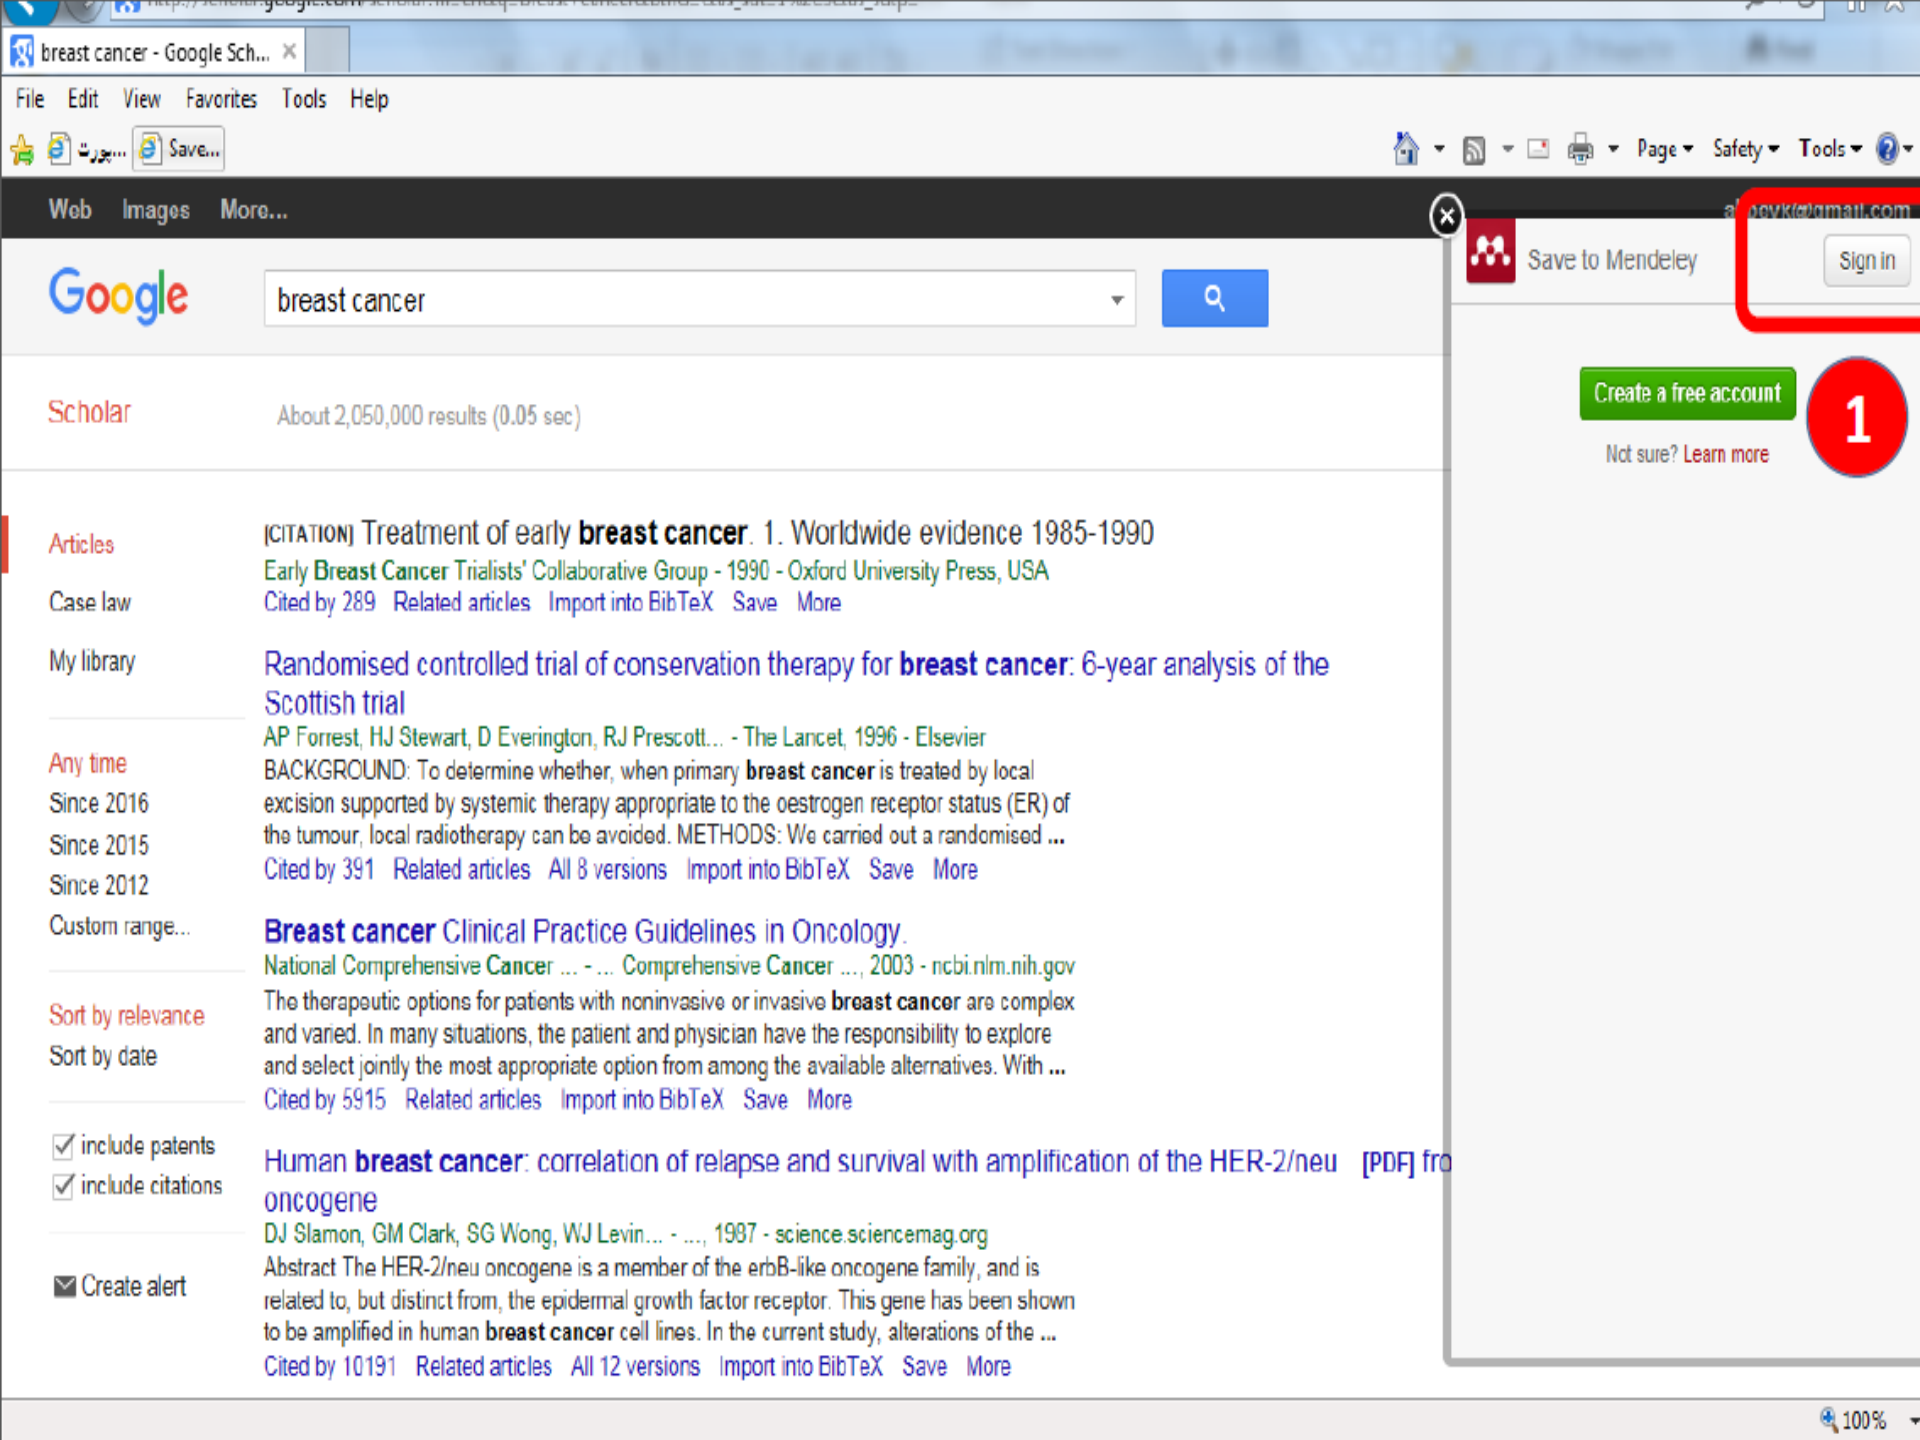 breast cancer - Google Sch...
File Edit View Favorites Tools Help
پورت... Save...
Page Safety Tools
Web Images More...
Save to Mendeley Sign in
Google breast cancer
Create a free account
1
Not sure? Learn more
Scholar About 2,050,000 results (0.05 sec)
Articles
Case law
My library
Any time
Since 2016
Since 2015
Since 2012
Custom range...
Sort by relevance
Sort by date
include patents
include citations
Create alert
[CITATION] Treatment of early breast cancer. 1. Worldwide evidence 1985-1990
Early Breast Cancer Trialists' Collaborative Group - 1990 - Oxford University Press, USA
Cited by 289 Related articles Import into BibTeX Save More
Randomised controlled trial of conservation therapy for breast cancer: 6-year analysis of the
Scottish trial
AP Forrest, HJ Stewart, D Everington, RJ Prescott... - The Lancet, 1996 - Elsevier
BACKGROUND: To determine whether, when primary breast cancer is treated by local
excision supported by systemic therapy appropriate to the oestrogen receptor status (ER) of
the tumour, local radiotherapy can be avoided. METHODS: We carried out a randomised ...
Cited by 391 Related articles All 8 versions Import into BibTeX Save More
Breast cancer Clinical Practice Guidelines in Oncology.
National Comprehensive Cancer ... - ... Comprehensive Cancer ..., 2003 - ncbi.nlm.nih.gov
The therapeutic options for patients with noninvasive or invasive breast cancer are complex
and varied. In many situations, the patient and physician have the responsibility to explore
and select jointly the most appropriate option from among the available alternatives. With ...
Cited by 5915 Related articles Import into BibTeX Save More
Human breast cancer: correlation of relapse and survival with amplification of the HER-2/neu [PDF] fro
oncogene
DJ Slamon, GM Clark, SG Wong, WJ Levin... - ..., 1987 - science.sciencemag.org
Abstract The HER-2/neu oncogene is a member of the erbB-like oncogene family, and is
related to, but distinct from, the epidermal growth factor receptor. This gene has been shown
to be amplified in human breast cancer cell lines. In the current study, alterations of the ...
Cited by 10191 Related articles All 12 versions Import into BibTeX Save More
100%